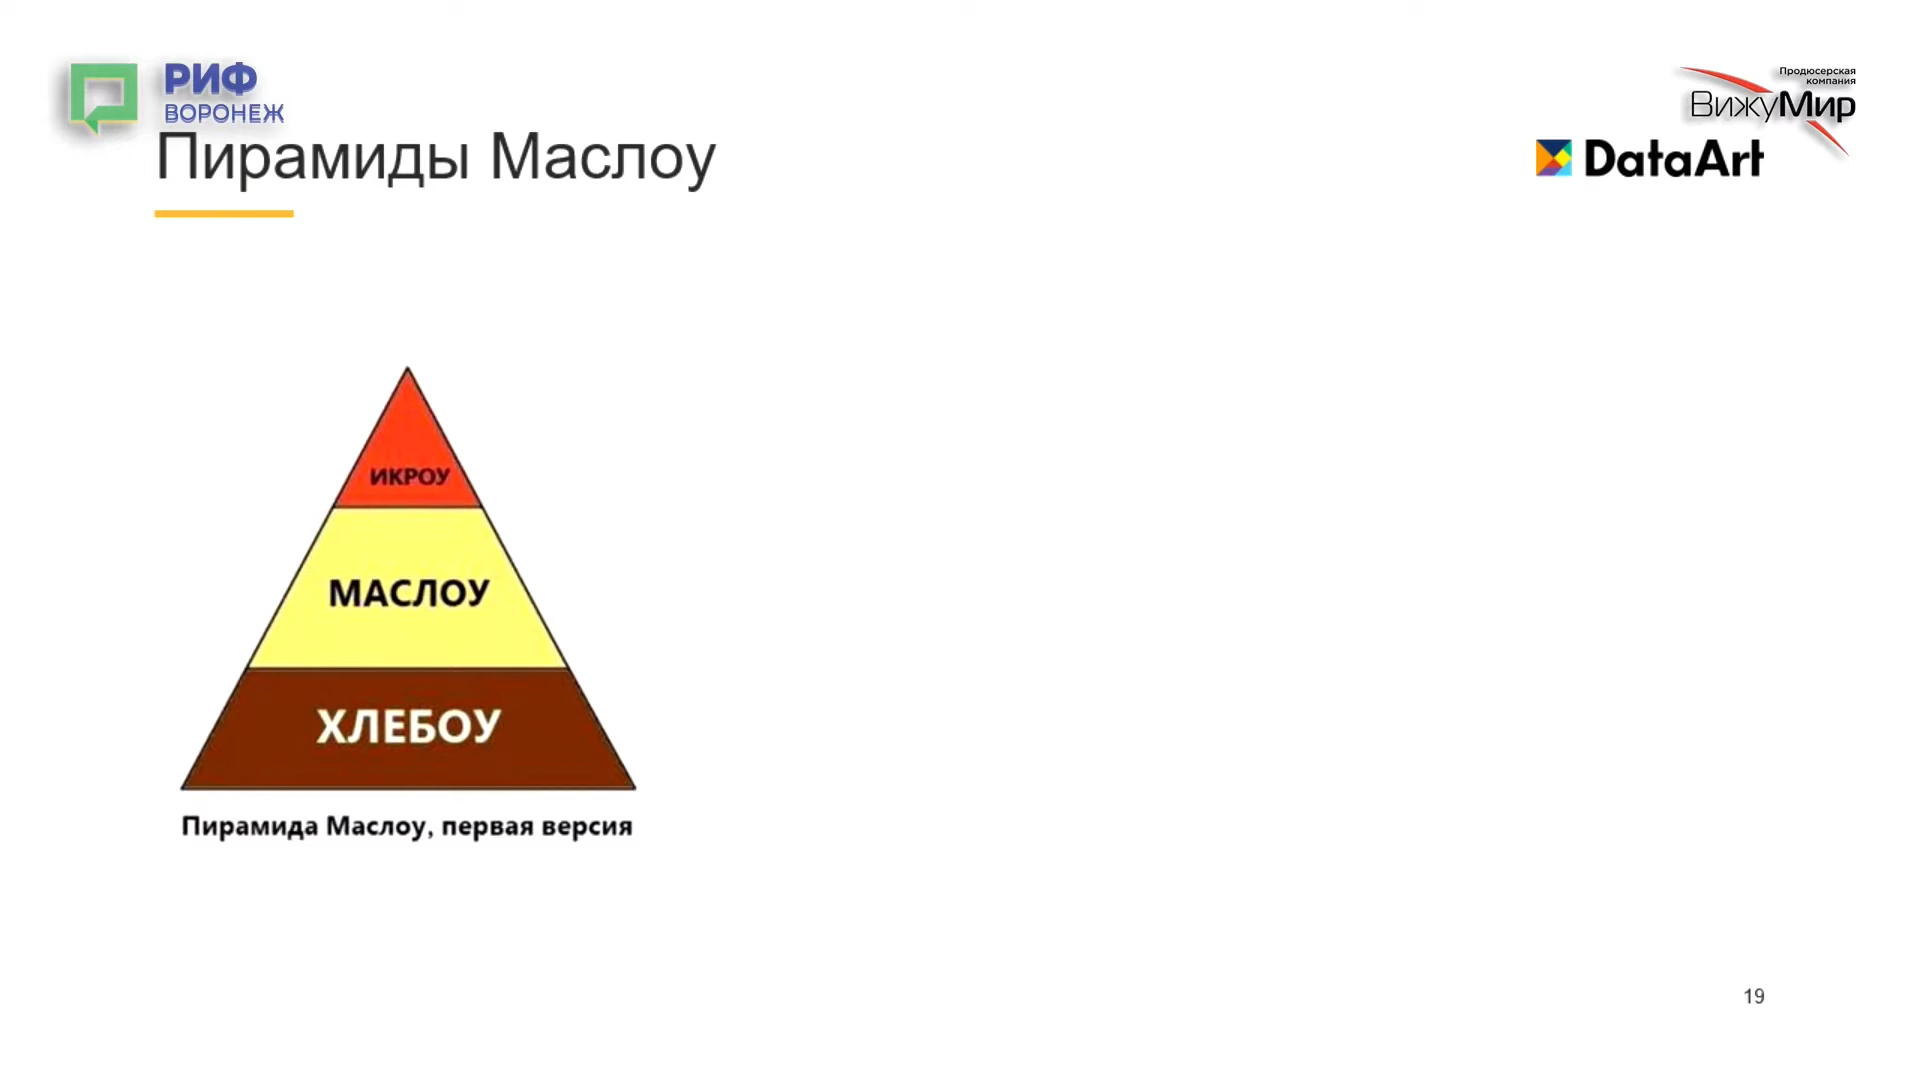 РИФ
ВОРОНЕЖ
Продюсерская
компания
ВижуМир
Пирамиды Маслоу
DataArt
ИКРОУ
МАСЛОУ
ХЛЕБОУ
Пирамида Маслоу, первая версия
19